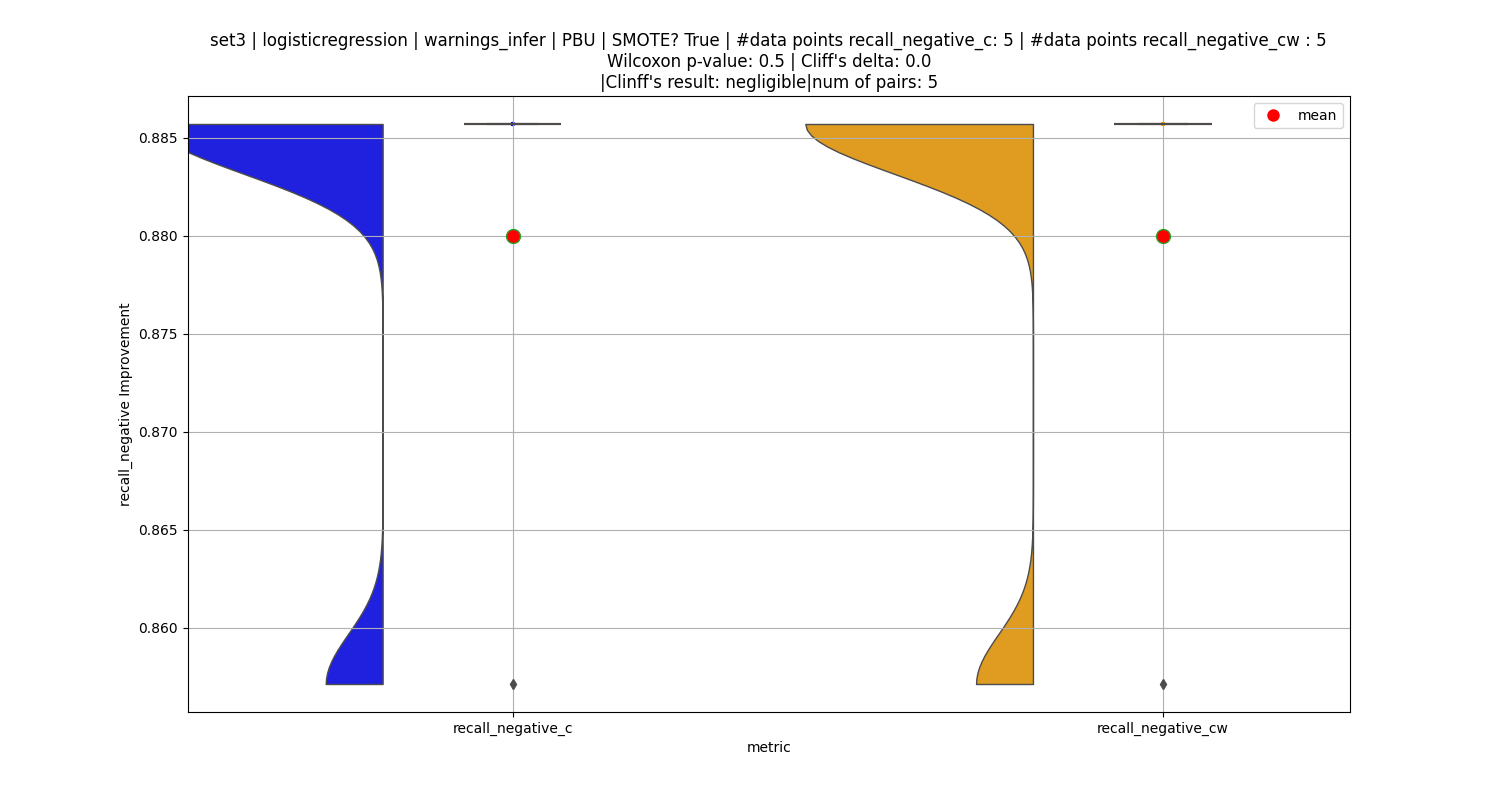 set3 | logisticregression | warnings_infer | PBU | SMOTE? True | #data points recall_negative_c: 5 | #data points recall_negative_cw : 5
Wilcoxon p-value: 0.5 | Cliff's delta: 0.0
|Clinff's result: negligible|num of pairs: 5
mean
0.885
0.880
0.875
0.870
0.865
0.860
recall_negative Improvement
recall_negative_c
recall_negative_cw
metric